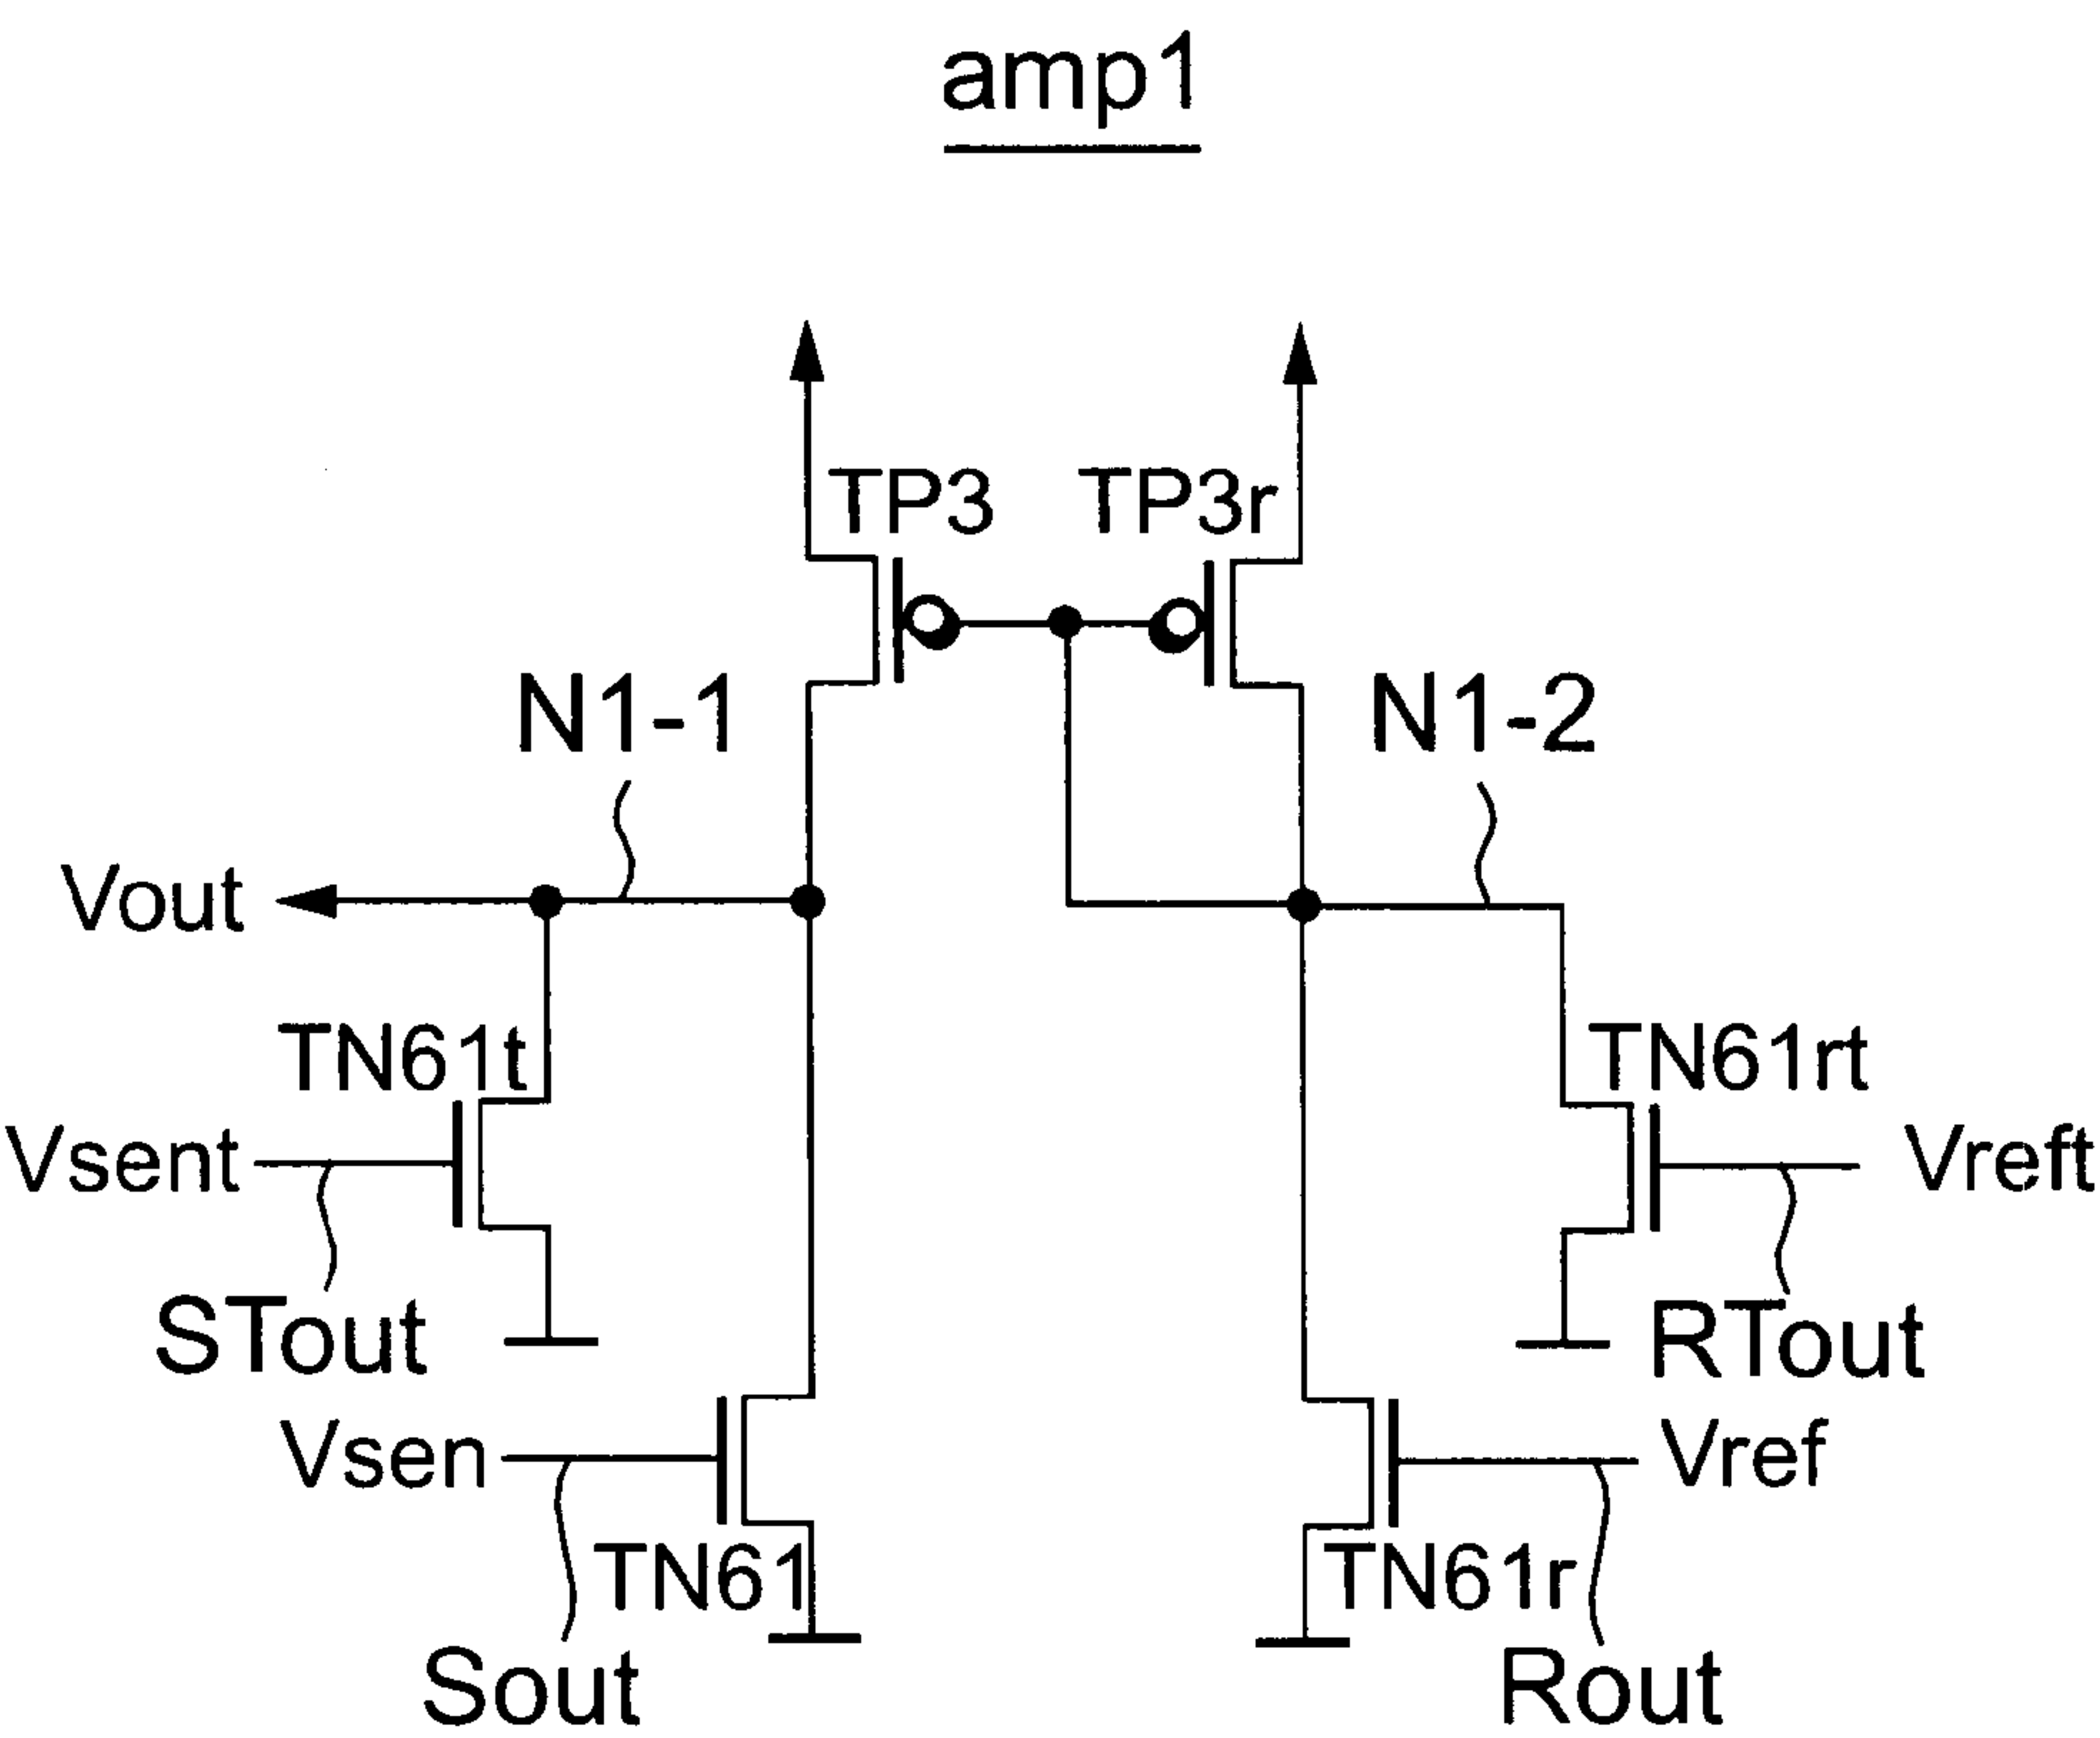 amp1
TP3 TP3r
N1-1 N1-2
Vout
TN61t TN61rt
Vsent Vreft
STout RTout
Vsen Vref
TN61 TN61r
Sout Rout